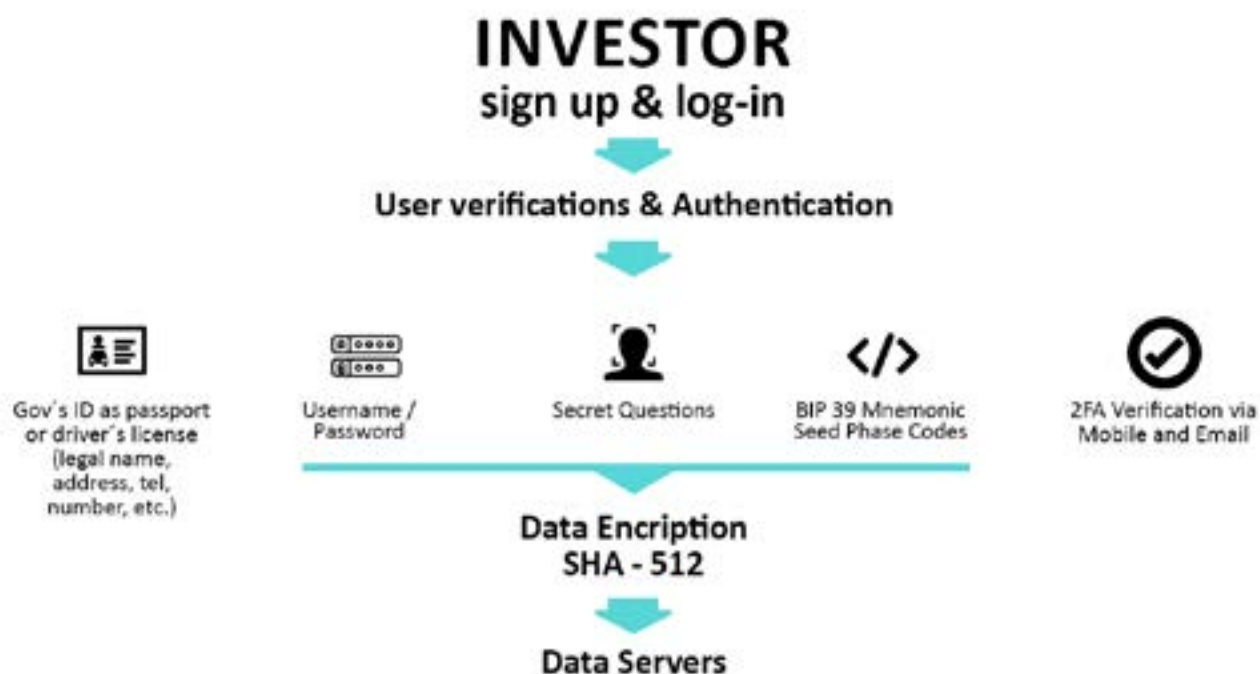 INVESTOR
sign up & log-in
User verifications & Authentication
Gov´s ID as passport
or driver´s license
(legal name,
address, tel,
number, etc.)
Username /
Password
Secret Questions
BIP 39 Mnemonic
Seed Phase Codes
2FA Verification via
Mobile and Email
Data Encription
SHA - 512
Data Servers